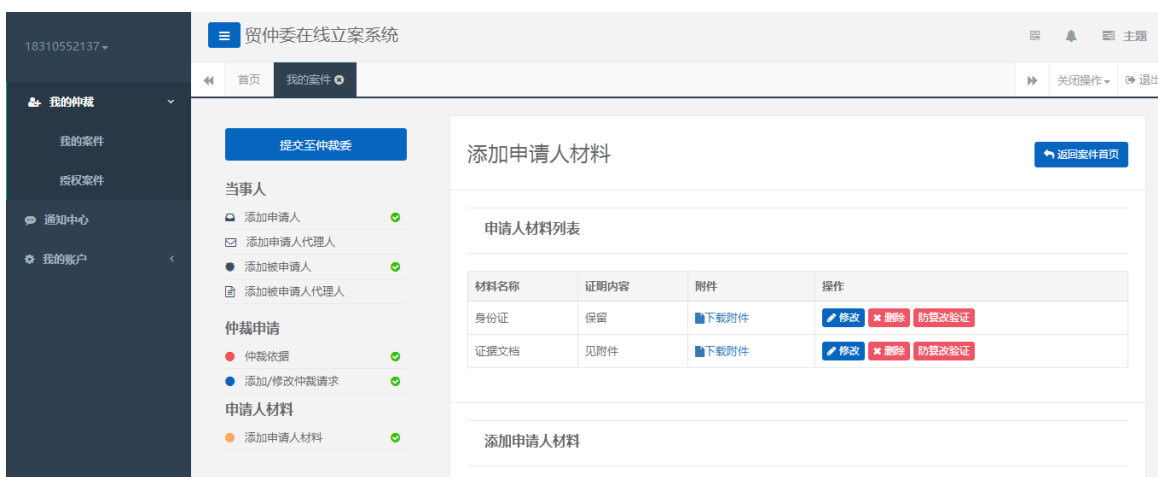 18310552137
贸仲委在线立案系统
主题
首页
我的案件
关闭操作
退出
我的仲裁
我的案件
授权案件
通知中心
我的账户
提交至仲裁委
当事人
添加申请人
添加申请人代理人
添加被申请人
添加被申请人代理人
仲裁申请
仲裁依据
添加/修改仲裁请求
申请人材料
添加申请人材料
添加申请人材料
返回案件首页
申请人材料列表
材料名称 证明内容 附件 操作
身份证 保留 下载附件 修改 删除 防篡改验证
证据文档 见附件 下载附件 修改 删除 防篡改验证
添加申请人材料